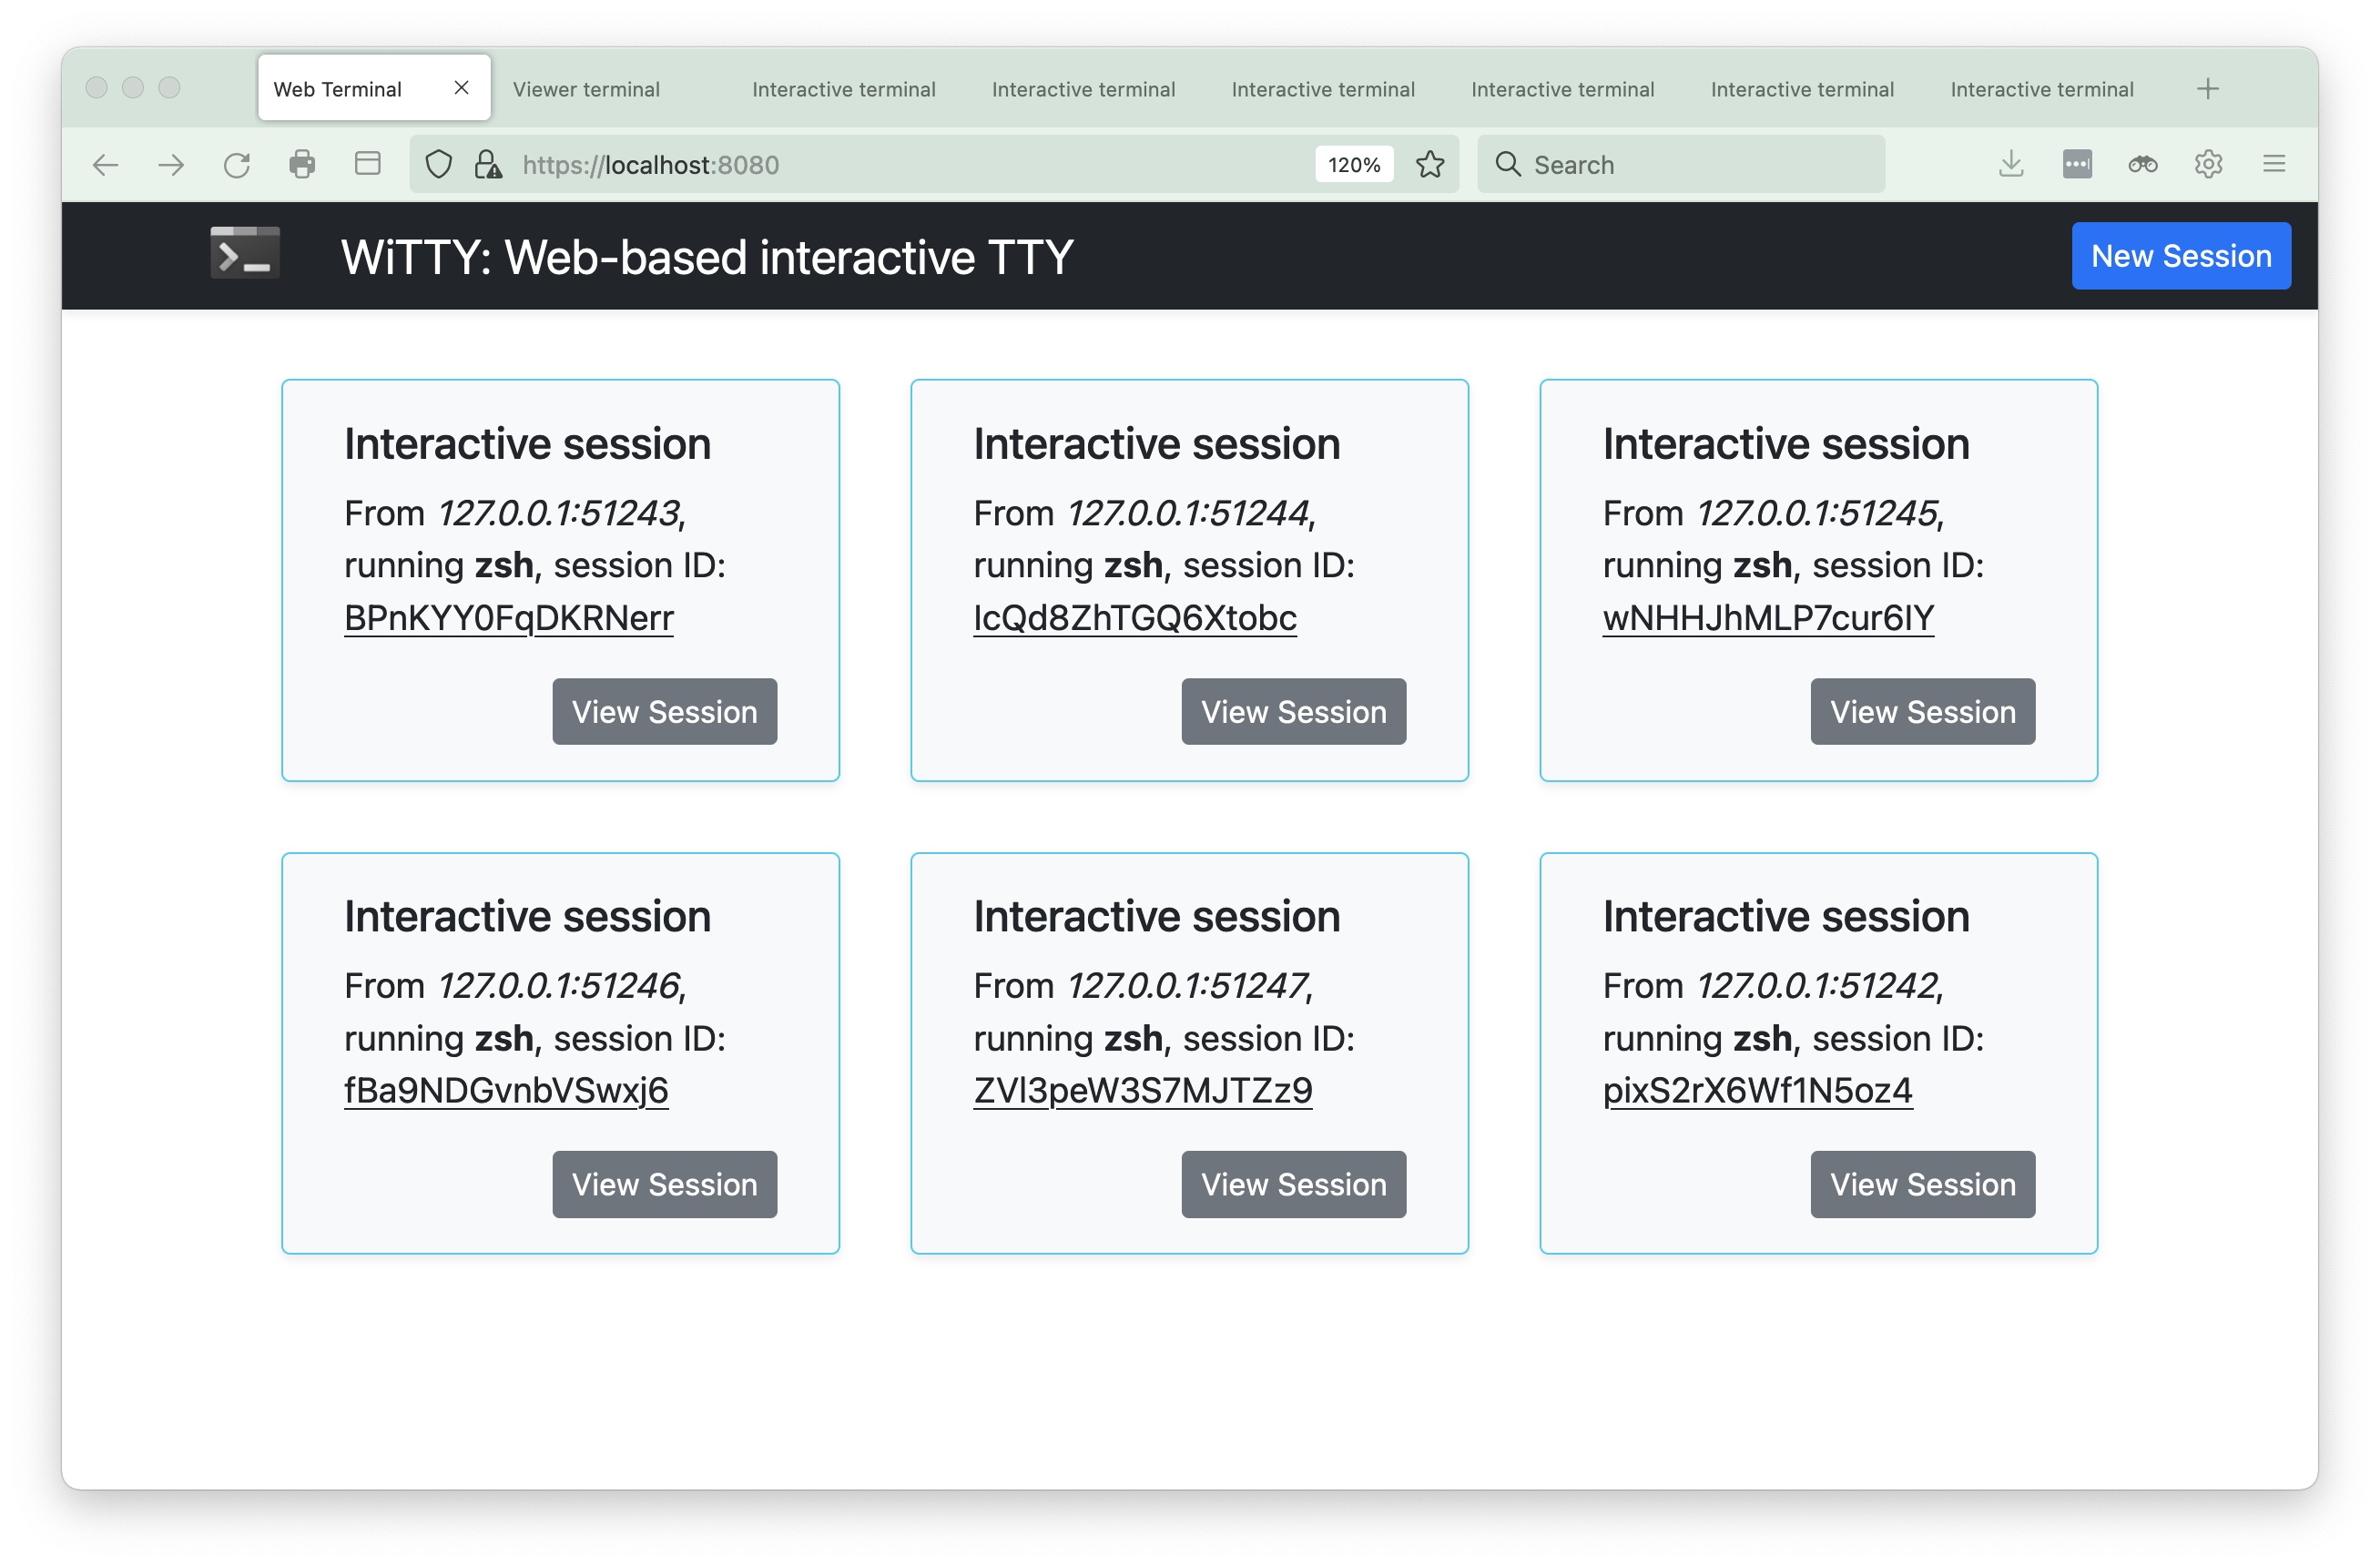 Web Terminal
Viewer terminal
Interactive terminal
Interactive terminal
Interactive terminal
Interactive terminal
Interactive terminal
Interactive terminal
https://localhost:8080
120%
Search
WiTTY: Web-based interactive TTY
New Session
Interactive session
From 127.0.0.1:51243,
running zsh, session ID:
BPnKYY0FqDKRNerr
View Session
Interactive session
From 127.0.0.1:51244,
running zsh, session ID:
IcQd8ZhTGQ6Xtobc
View Session
Interactive session
From 127.0.0.1:51245,
running zsh, session ID:
wNHHJhMLP7cur6IY
View Session
Interactive session
From 127.0.0.1:51246,
running zsh, session ID:
fBa9NDGvnbVSwxj6
View Session
Interactive session
From 127.0.0.1:51247,
running zsh, session ID:
ZVl3peW3S7MJTZz9
View Session
Interactive session
From 127.0.0.1:51242,
running zsh, session ID:
pixS2rX6Wf1N5oz4
View Session